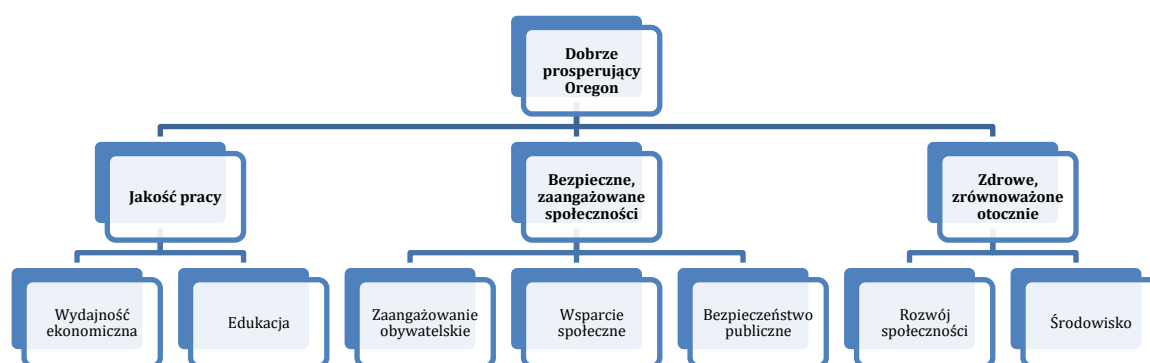 Dobrze
prosperujący
Oregon
Jakość pracy
Bezpieczne,
zaangażowane
społeczności
Zdrowe,
zrównoważone
otocznie
Wydajność
ekonomiczna
Edukacja
Zaangażowanie
obywatelskie
Wsparcie
społeczne
Bezpieczeństwo
publiczne
Rozwój
społeczności
Środowisko